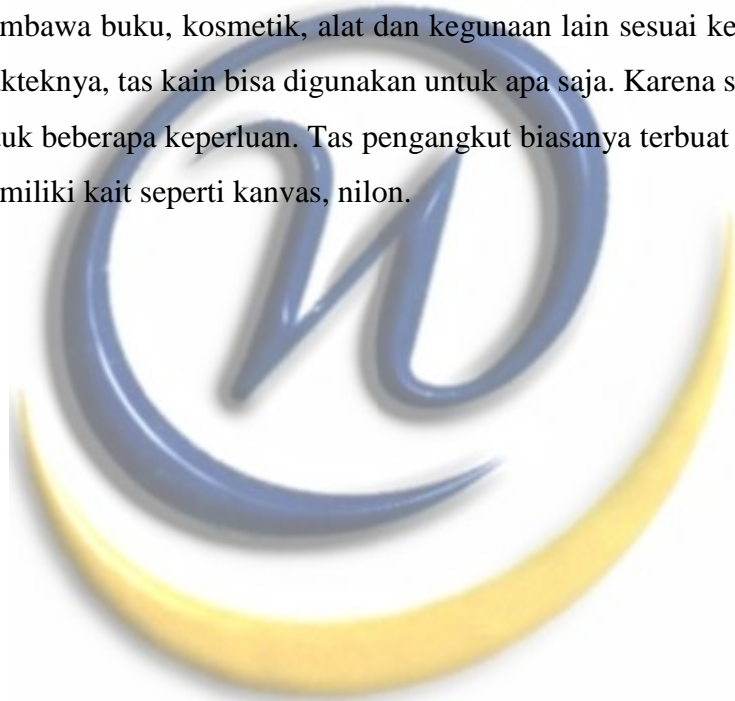 mbawa buku, kosmetik, alat dan kegunaan lain sesuai ke
kteknya, tas kain bisa digunakan untuk apa saja. Karena s
tuk beberapa keperluan. Tas pengangkut biasanya terbuat
miliki kait seperti kanvas, nilon.